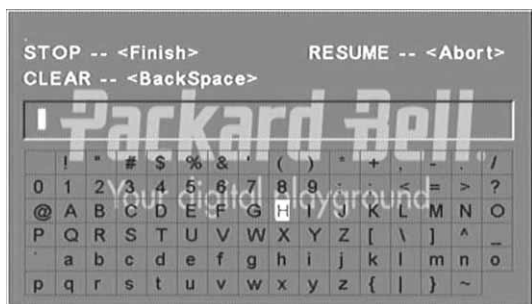 STOP -- <Finish> RESUME -- <Abort>
CLEAR -- <BackSpace>
Packard Bell.
Your digital playground
! " # $ % & ' ( ) * + , - . /
0 1 2 3 4 5 6 7 8 9 : ; < = > ?
@ A B C D E F G H I J K L M N O
P Q R S T U V W X Y Z [ \ ] ^ _
` a b c d e f g h i j k l m n o
p q r s t u v w x y z { | } ~